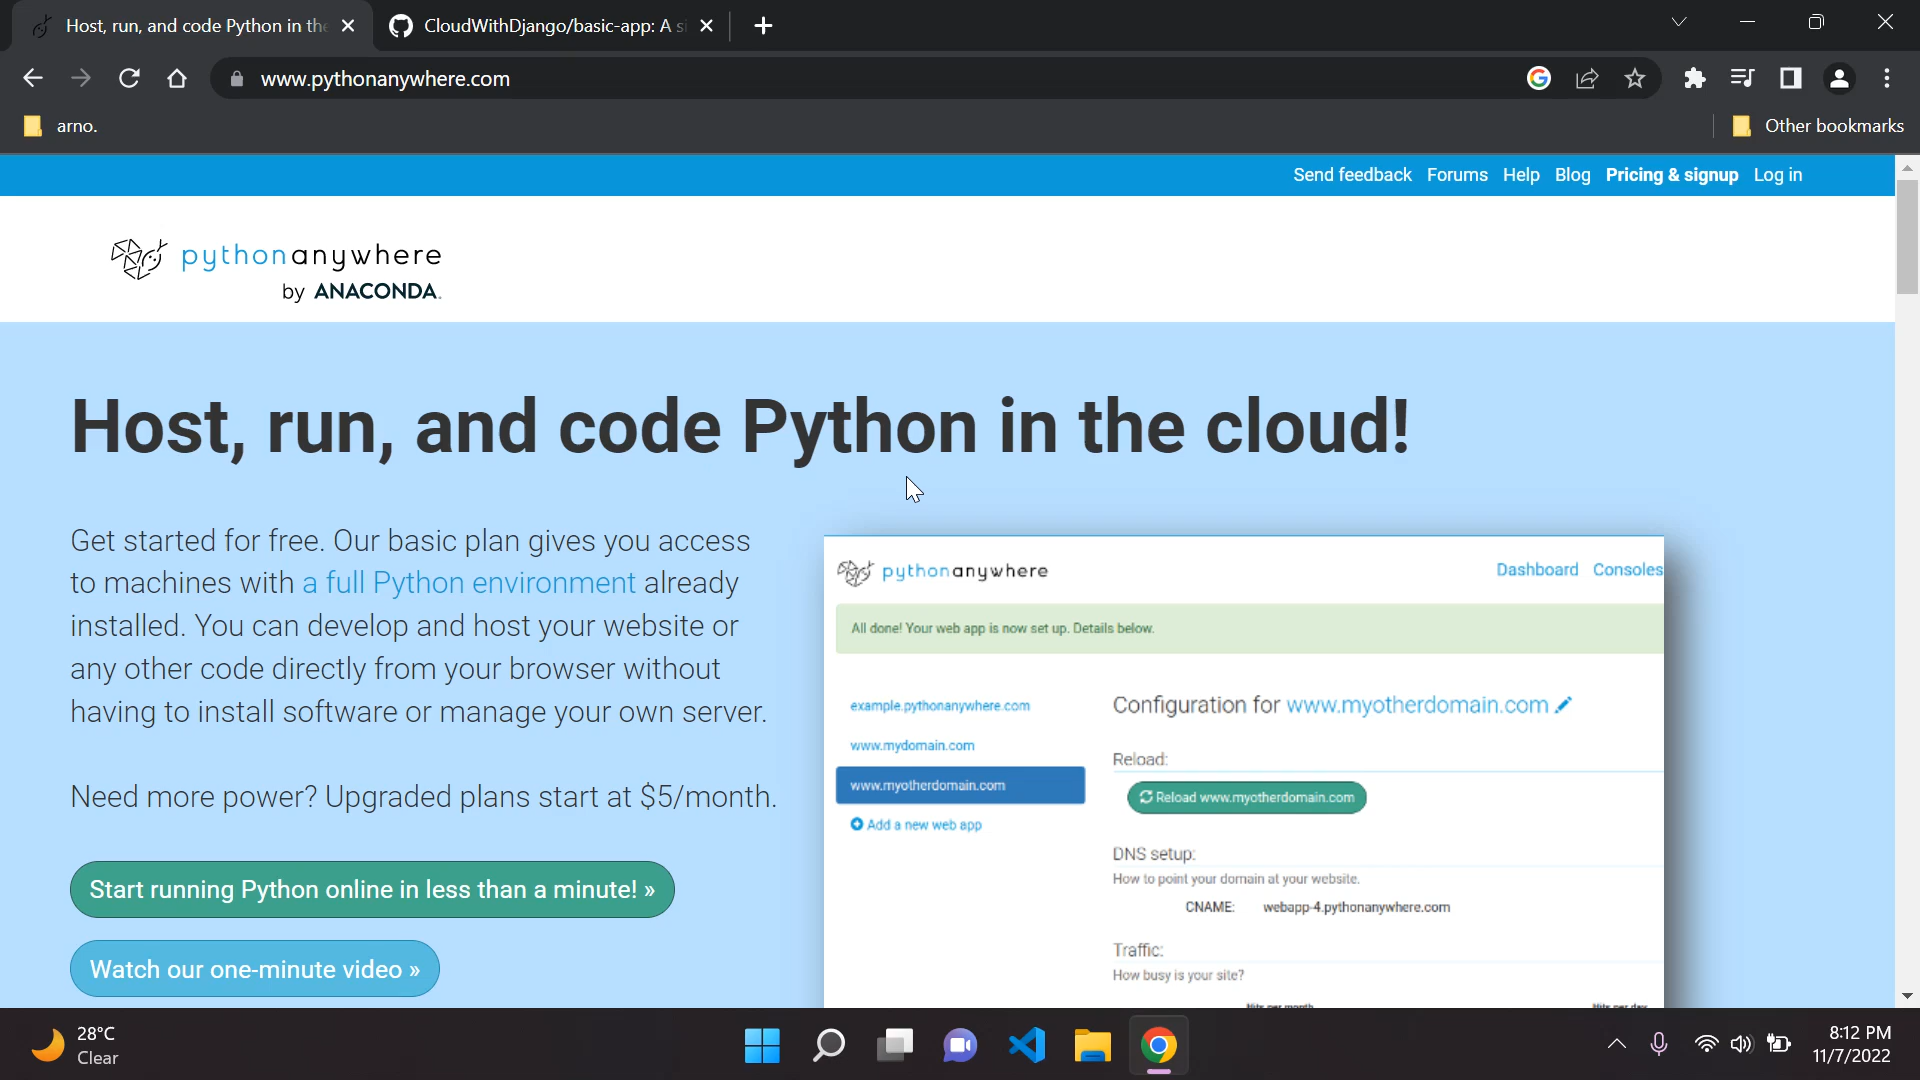 Host, run, and code Python in the
CloudWithDjango/basic-app: A s
www.pythonanywhere.com
arno.
Other bookmarks
Send feedback Forums Help Blog Pricing & signup Log in
pythonanywhere
by ANACONDA.
Host, run, and code Python in the cloud!
Get started for free. Our basic plan gives you access
to machines with a full Python environment already
installed. You can develop and host your website or
any other code directly from your browser without
having to install software or manage your own server.
Need more power? Upgraded plans start at $5/month.
Start running Python online in less than a minute! »
Watch our one-minute video »
pythonanywhere
Dashboard Consoles
All done! Your web app is now set up. Details below.
example.pythonanywhere.com
www.mydomain.com
www.myotherdomain.com
Add a new web app
Configuration for www.myotherdomain.com
Reload:
Reload www.myotherdomain.com
DNS setup:
How to point your domain at your website.
CNAME: webapp-4.pythonanywhere.com
Traffic:
How busy is your site?
Hits per month Hits per day
28°C
Clear
8:12 PM
11/7/2022